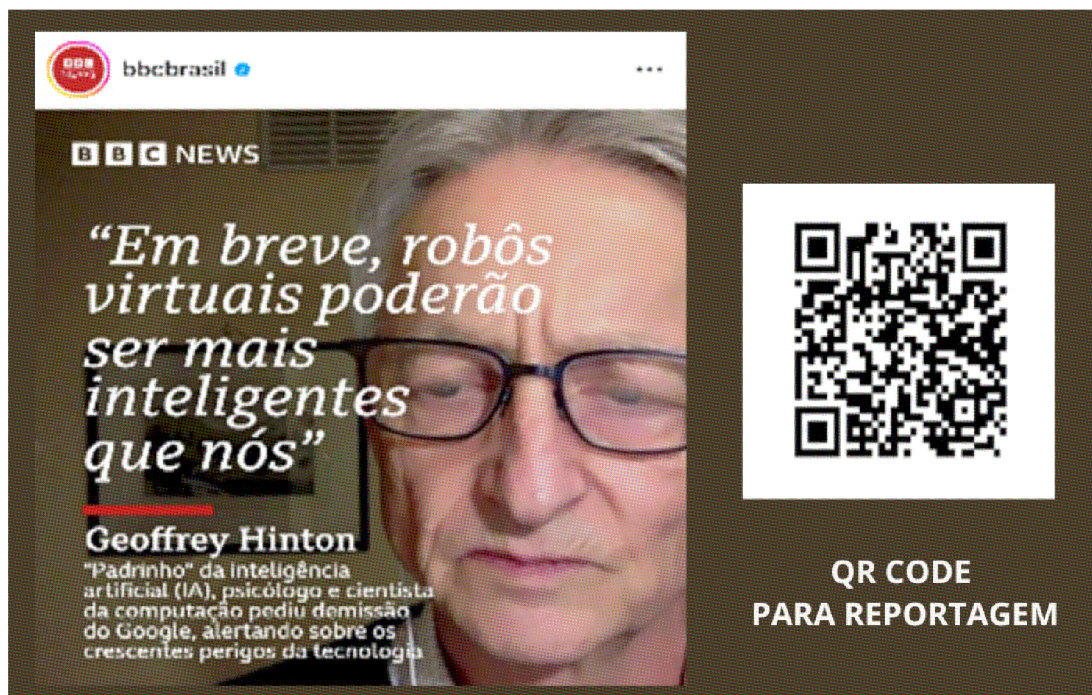 bbcbrasil
BBC NEWS
“Em breve, robôs
virtuais poderão
ser mais
inteligentes
que nós”
Geoffrey Hinton
"Padrinho" da inteligência
artificial (IA), psicólogo e cientista
da computação pediu demissão
do Google, alertando sobre os
crescentes perigos da tecnologia
QR CODE
PARA REPORTAGEM